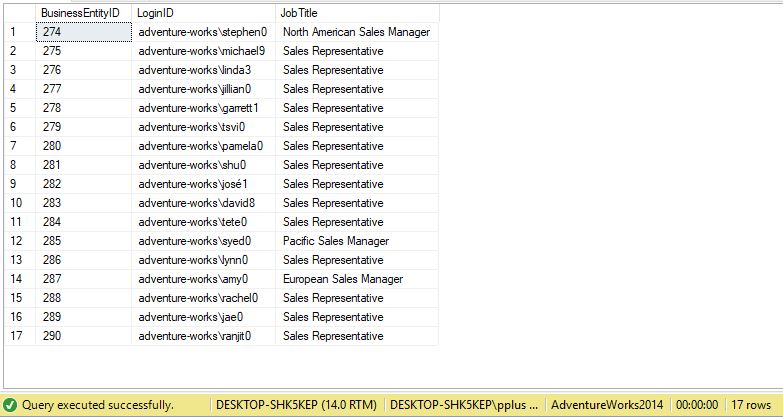 BusinessEntityID LoginID JobTitle
1 274 adventure-works\stephen0 North American Sales Manager
2 275 adventure-works\michael9 Sales Representative
3 276 adventure-works\linda3 Sales Representative
4 277 adventure-works\jillian0 Sales Representative
5 278 adventure-works\garrett1 Sales Representative
6 279 adventure-works\tsvi0 Sales Representative
7 280 adventure-works\pamela0 Sales Representative
8 281 adventure-works\shu0 Sales Representative
9 282 adventure-works\josé1 Sales Representative
10 283 adventure-works\david8 Sales Representative
11 284 adventure-works\tete0 Sales Representative
12 285 adventure-works\syed0 Pacific Sales Manager
13 286 adventure-works\lynn0 Sales Representative
14 287 adventure-works\amy0 European Sales Manager
15 288 adventure-works\rachel0 Sales Representative
16 289 adventure-works\jae0 Sales Representative
17 290 adventure-works\ranjit0 Sales Representative
Query executed successfully. DESKTOP-SHK5KEP (14.0 RTM) DESKTOP-SHK5KEP\pplus ... AdventureWorks2014 00:00:00 17 rows